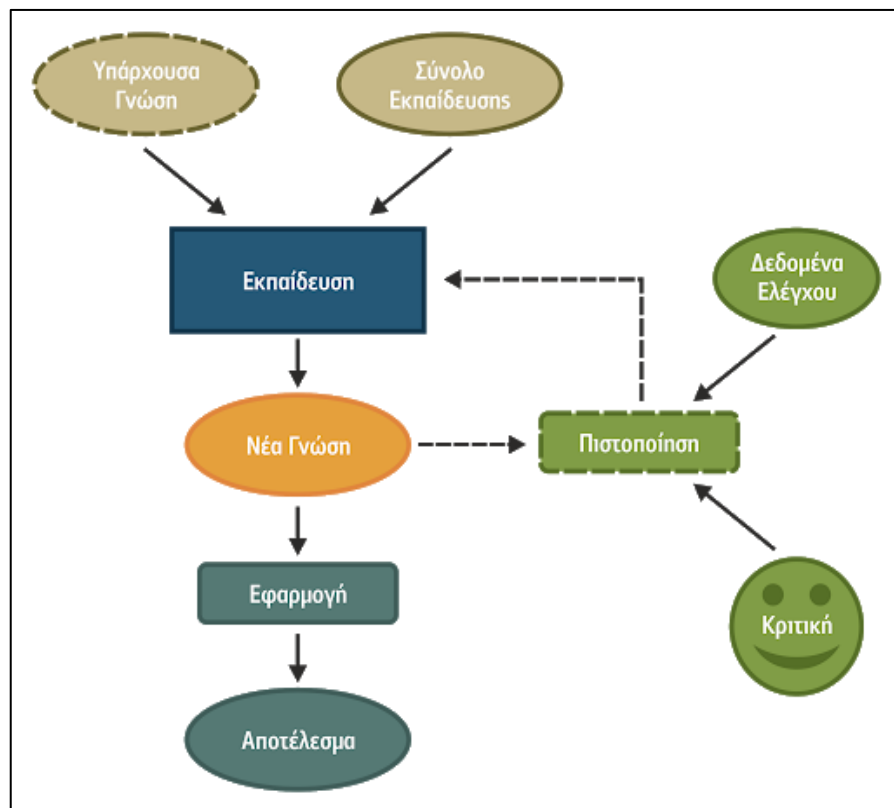 Υπάρχουσα
Γνώση
Σύνολο
Εκπαίδευσης
Εκπαίδευση
Δεδομένα
Ελέγχου
Νέα Γνώση
Πιστοποίηση
Εφαρμογή
Κριτική
Αποτέλεσμα